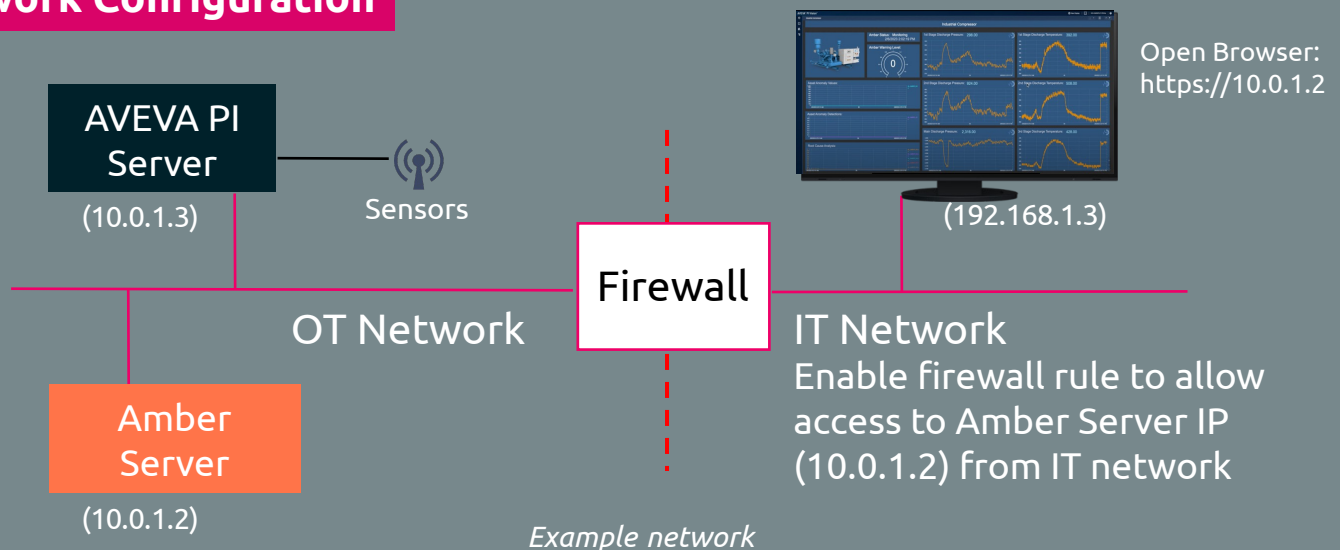 work Configuration
AVEVA PI
Server
(10.0.1.3)
Sensors
Industrial Compressor
Open Browser:
https://10.0.1.2
(192.168.1.3)
Firewall
OT Network
IT Network
Enable firewall rule to allow
access to Amber Server IP
(10.0.1.2) from IT network
Amber
Server
(10.0.1.2)
Example network